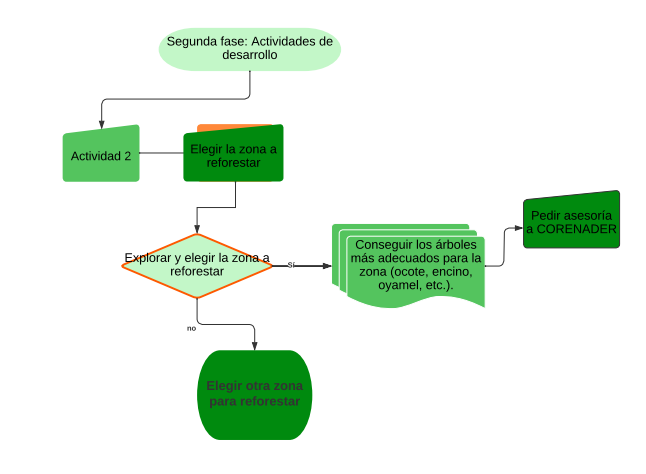 Segunda fase: Actividades de
desarrollo
Actividad 2
Elegir la zona a
reforestar
Explorar y elegir la zona a
reforestar
Sí
Conseguir los árboles
más adecuados para la
zona (ocote, encino,
oyamel, etc.).
Pedir asesoría
a CORENADER
no
Elegir otra zona
para reforestar